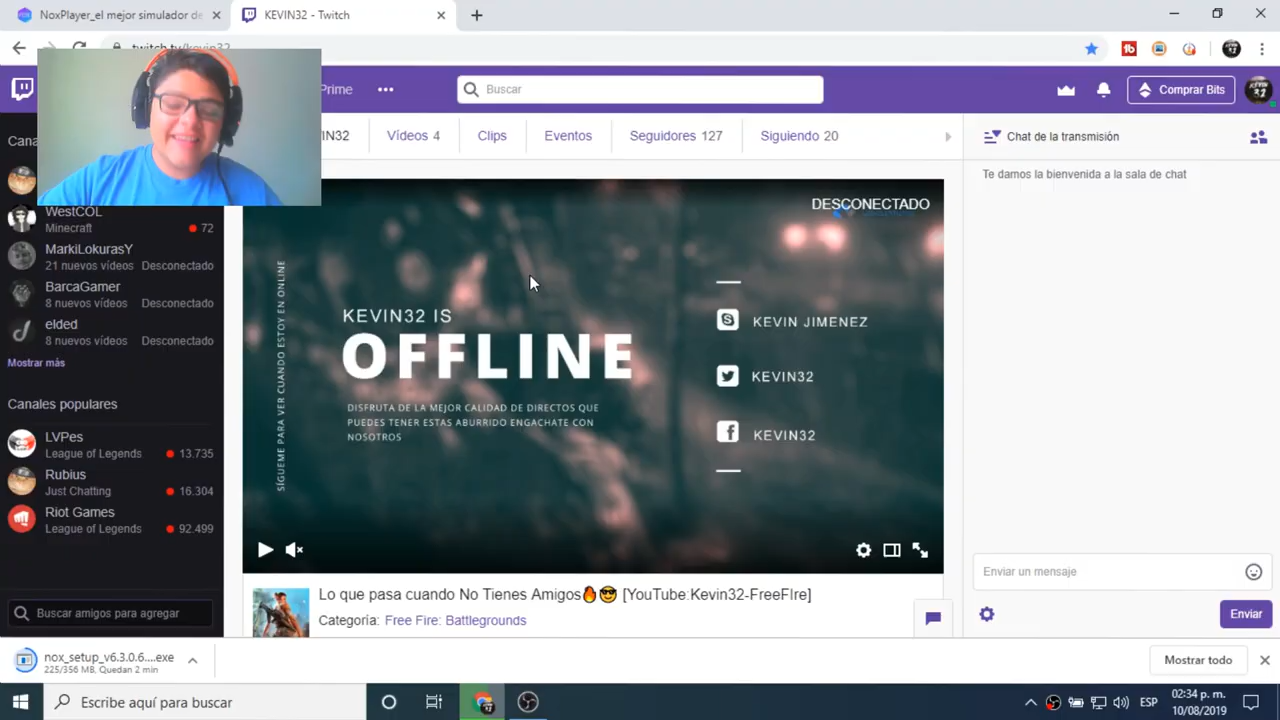 NoxPlayer_el mejor simulador de
KEVIN32 - Twitch
twitch.tv/kevin32
Prime
Buscar
Comprar Bits
IN32
Vídeos 4
Clips
Eventos
Seguidores 127
Siguiendo 20
Chat de la transmisión
Te damos la bienvenida a la sala de chat
Cana
WestCOL
Minecraft
72
MarkiLokurasY
21 nuevos vídeos
Desconectado
BarcaGamer
8 nuevos vídeos
Desconectado
elded
8 nuevos vídeos
Desconectado
Mostrar más
Canales populares
LVPes
League of Legends
13.735
Rubius
Just Chatting
16.304
Riot Games
League of Legends
92.499
Buscar amigos para agregar
DESCONECTADO
SÍGUEME PARA VER CUANDO ESTOY EN ONLINE
KEVIN32 IS
OFFLINE
DISFRUTA DE LA MEJOR CALIDAD DE DIRECTOS QUE
PUEDES TENER ESTAS ABURRIDO ENGACHATE CON
NOSOTROS
KEVIN JIMENEZ
KEVIN32
KEVIN32
Lo que pasa cuando No Tienes Amigos🔥😎 [YouTube:Kevin32-FreeFIre]
Categoría: Free Fire: Battlegrounds
Enviar un mensaje
Enviar
nox_setup_v6.3.0.6....exe
225/356 MB, Quedan 2 min
Mostrar todo
Escribe aquí para buscar
ESP
02:34 p. m.
10/08/2019